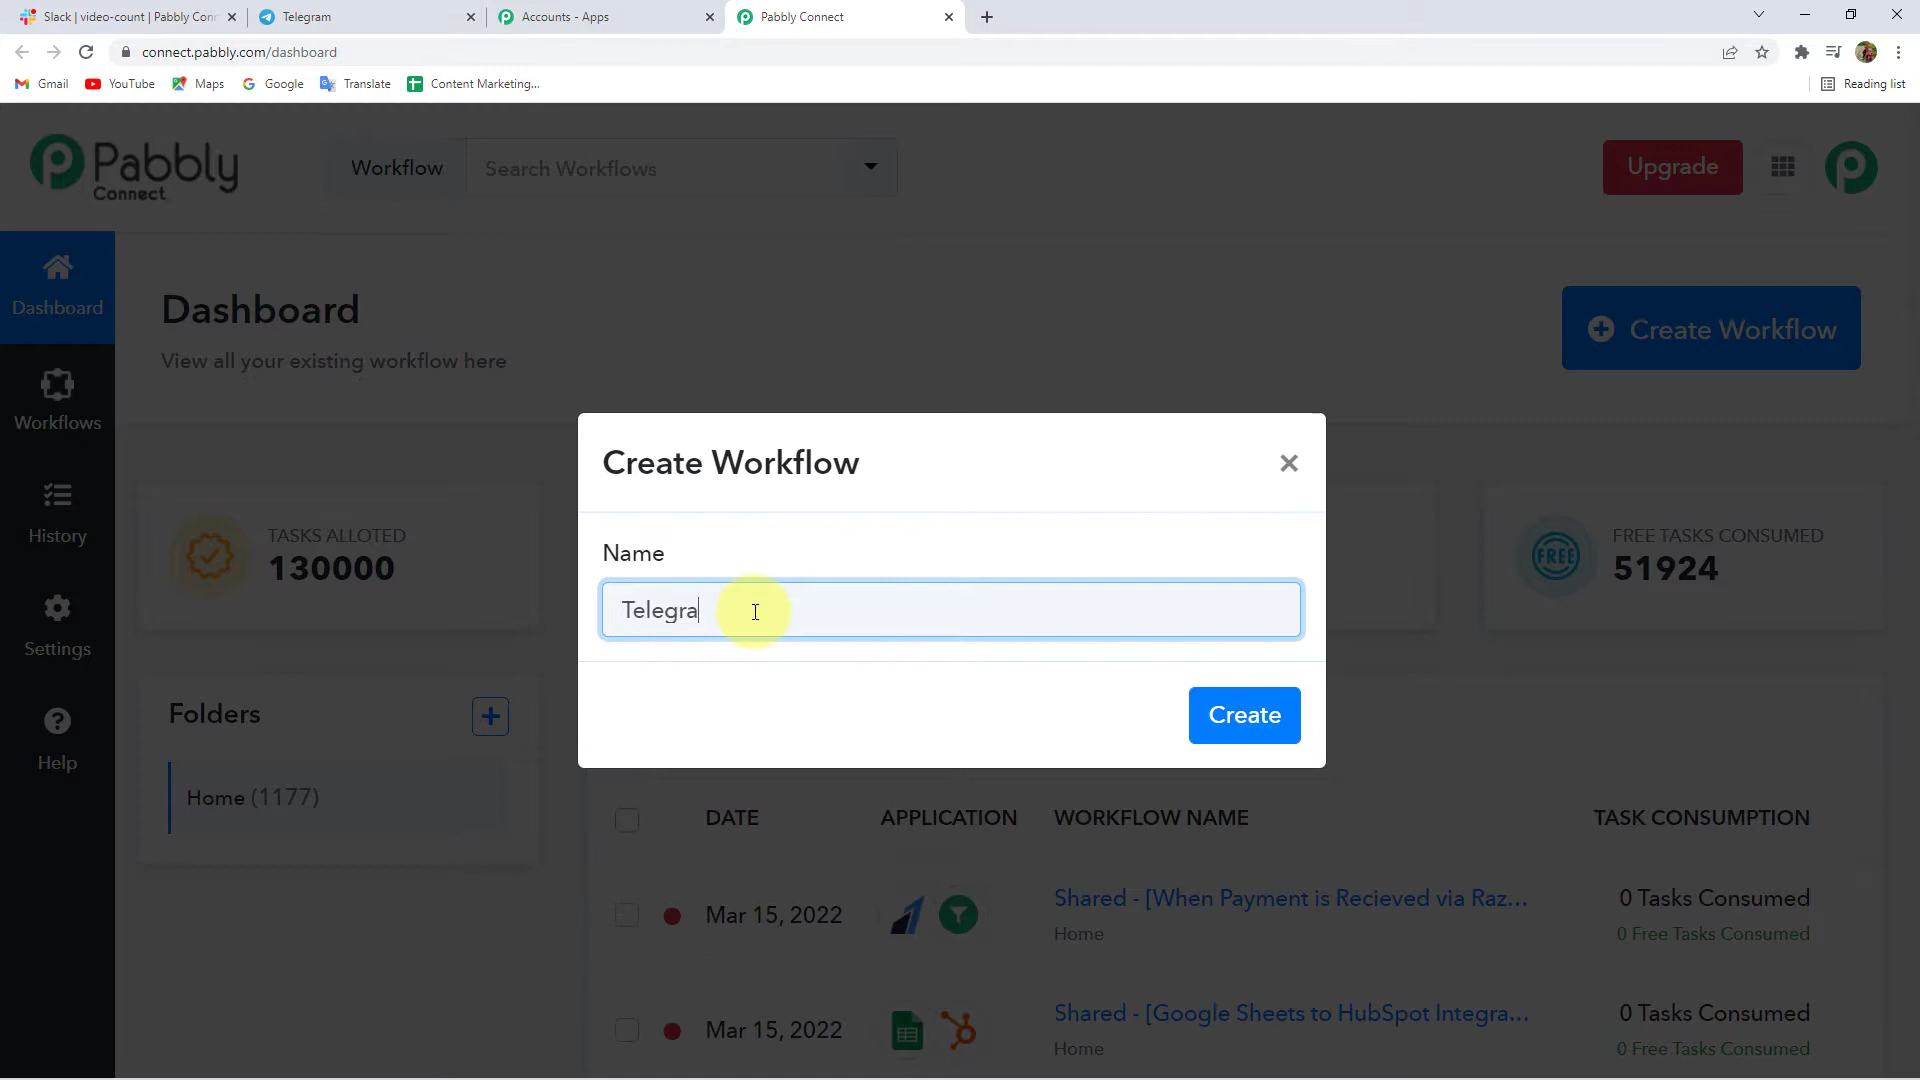 Slack | video-count | Pabbly Con
Telegram
Accounts - Apps
Pabbly Connect
connect.pabbly.com/dashboard
Gmail
YouTube
Maps
Google
Translate
Content Marketing...
Reading list
Pabbly
Connect
Workflow
Search Workflows
Upgrade
Dashboard
Workflows
History
Settings
Help
Dashboard
View all your existing workflow here
Create Workflow
Create Workflow
×
Name
Telegra
Create
TASKS ALLOTED
130000
FREE
FREE TASKS CONSUMED
51924
Folders
+
Home (1177)
DATE
APPLICATION
WORKFLOW NAME
TASK CONSUMPTION
Mar 15, 2022
Shared - [When Payment is Recieved via Raz...
Home
0 Tasks Consumed
0 Free Tasks Consumed
Mar 15, 2022
Shared - [Google Sheets to HubSpot Integra...
Home
0 Tasks Consumed
0 Free Tasks Consumed